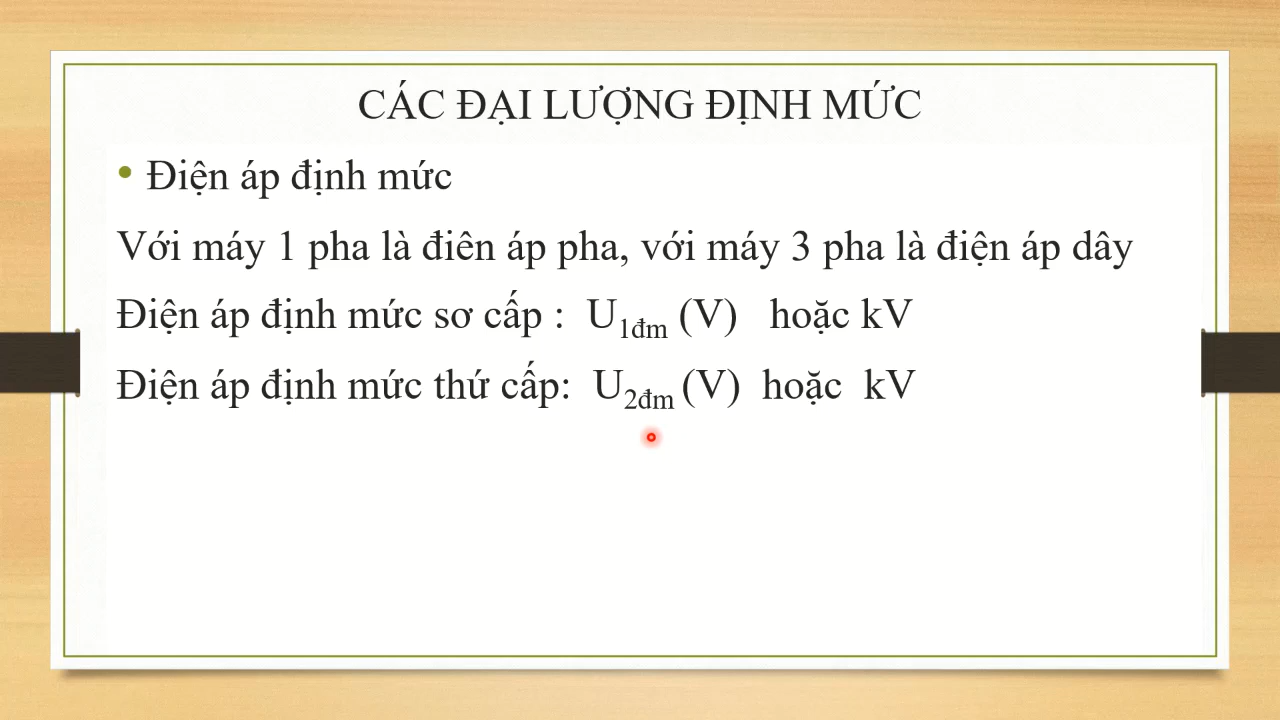 CÁC ĐẠI LƯỢNG ĐỊNH MỨC
• Điện áp định mức
Với máy 1 pha là điên áp pha, với máy 3 pha là điện áp dây
Điện áp định mức sơ cấp : U1đm (V) hoặc kV
Điện áp định mức thứ cấp: U2đm (V) hoặc kV